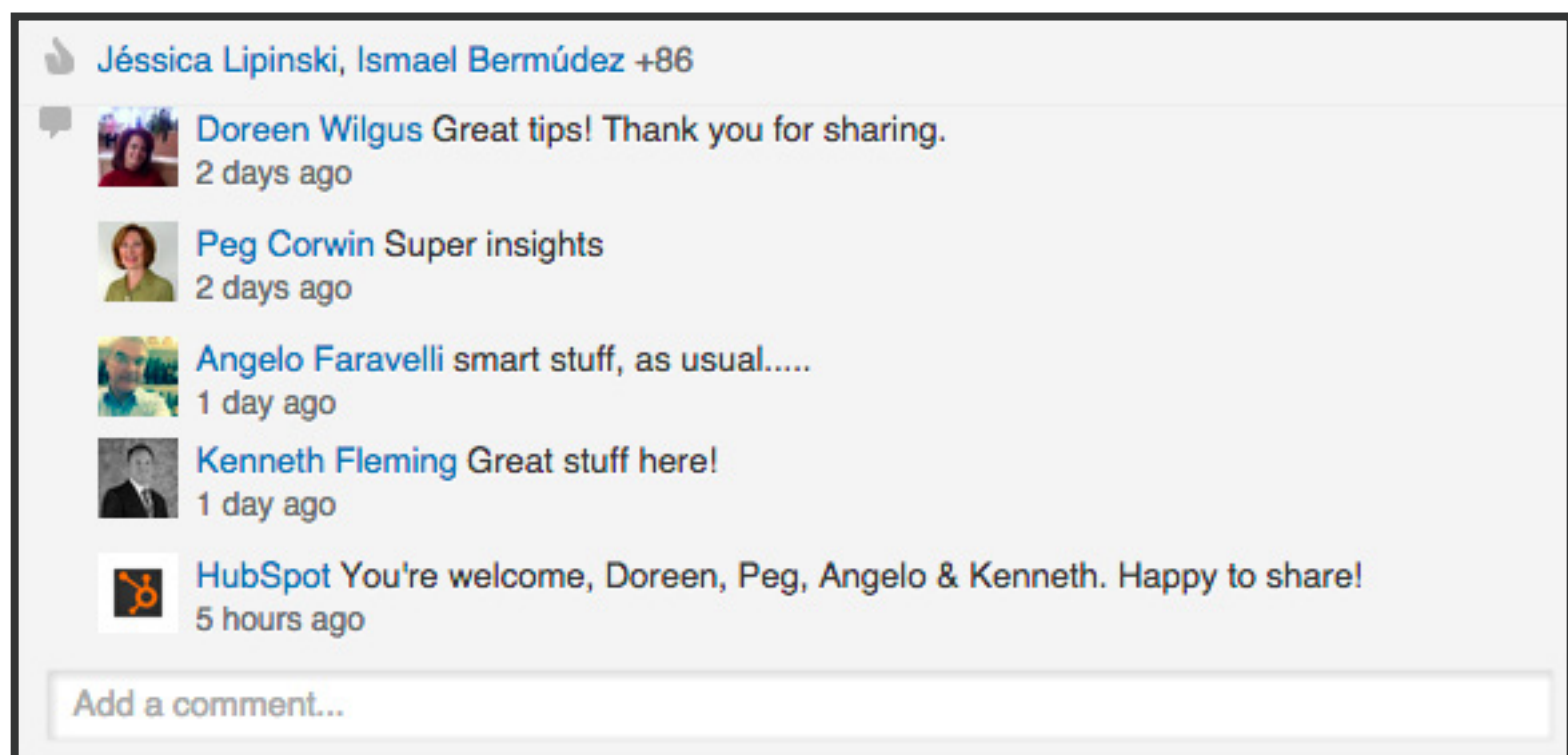 Jéssica Lipinski, Ismael Bermúdez +86
Doreen Wilgus Great tips! Thank you for sharing.
2 days ago
Peg Corwin Super insights
2 days ago
Angelo Faravelli smart stuff, as usual.....
1 day ago
Kenneth Fleming Great stuff here!
1 day ago
HubSpot You're welcome, Doreen, Peg, Angelo & Kenneth. Happy to share!
5 hours ago
Add a comment...